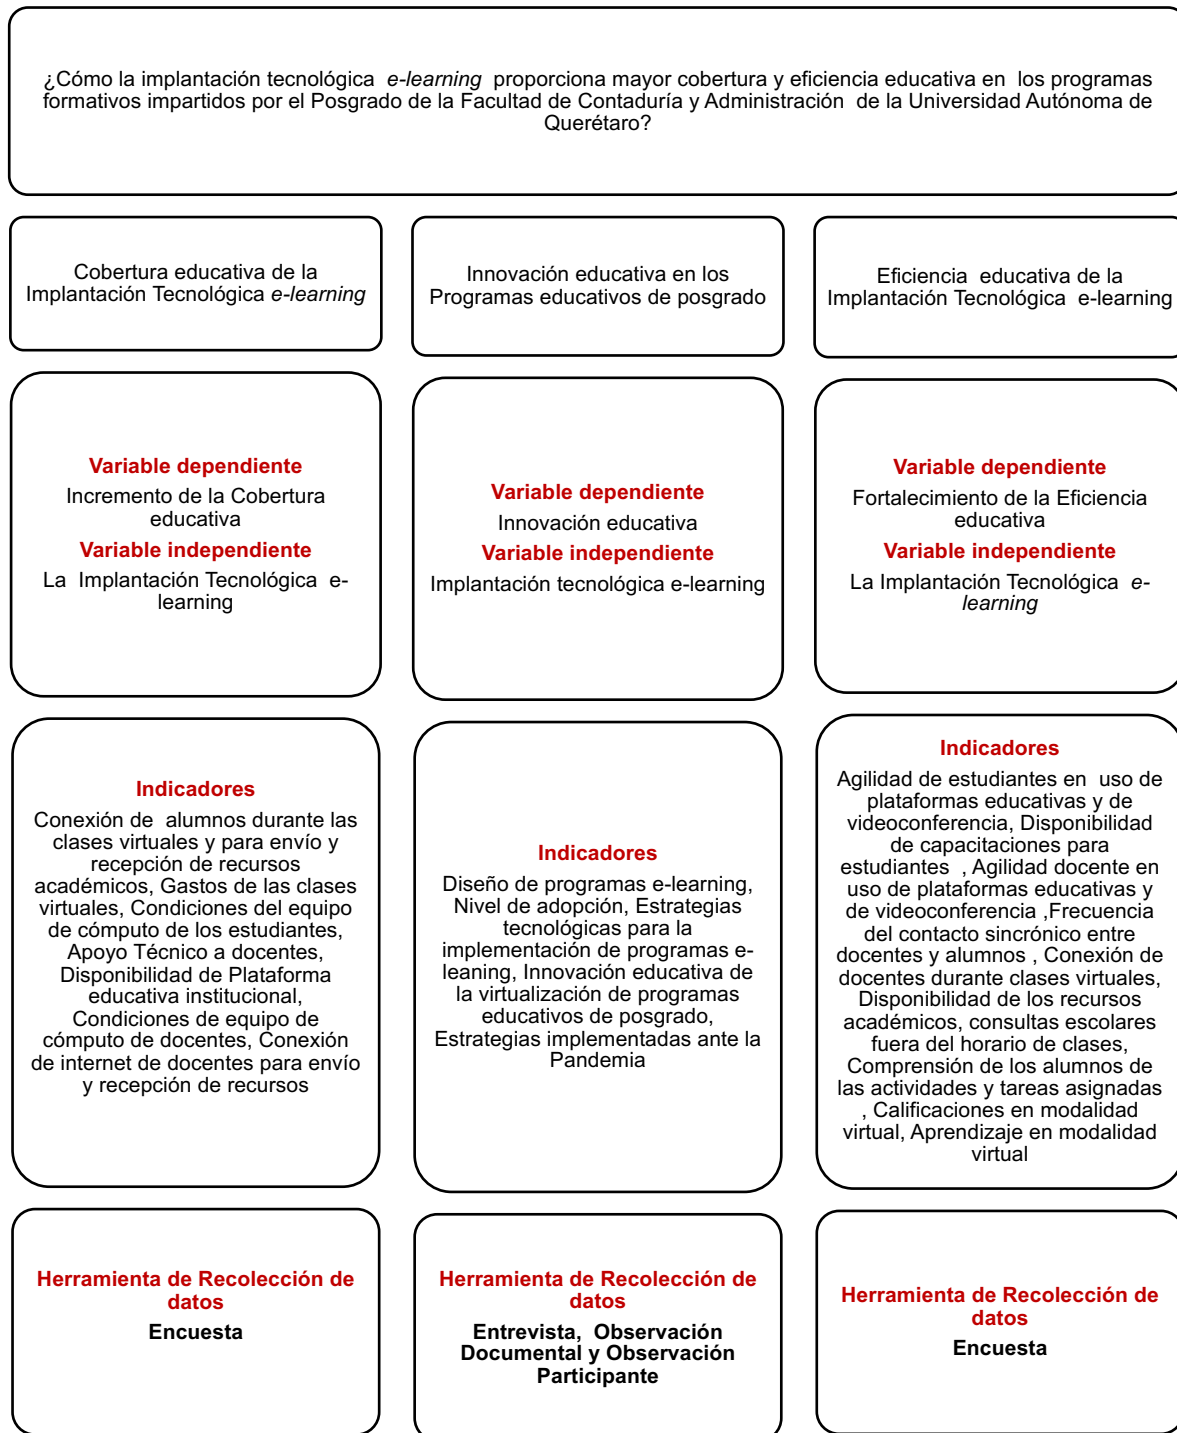 ¿Cómo la implantación tecnológica e-learning proporciona mayor cobertura y eficiencia educativa en los programas
formativos impartidos por el Posgrado de la Facultad de Contaduría y Administración de la Universidad Autónoma de
Querétaro?
Cobertura educativa de la
Implantación Tecnológica e-learning
Innovación educativa en los
Programas educativos de posgrado
Eficiencia educativa de la
Implantación Tecnológica e-learning
Variable dependiente
Incremento de la Cobertura
educativa
Variable independiente
La Implantación Tecnológica e-
learning
Variable dependiente
Innovación educativa
Variable independiente
Implantación tecnológica e-learning
Variable dependiente
Fortalecimiento de la Eficiencia
educativa
Variable independiente
La Implantación Tecnológica e-
learning
Indicadores
Conexión de alumnos durante las
clases virtuales y para envío y
recepción de recursos
académicos, Gastos de las clases
virtuales, Condiciones del equipo
de cómputo de los estudiantes,
Apoyo Técnico a docentes,
Disponibilidad de Plataforma
educativa institucional,
Condiciones de equipo de
cómputo de docentes, Conexión
de internet de docentes para envío
y recepción de recursos
Indicadores
Diseño de programas e-learning,
Nivel de adopción, Estrategias
tecnológicas para la
implementación de programas e-
leaning, Innovación educativa de
la virtualización de programas
educativos de posgrado,
Estrategias implementadas ante la
Pandemia
Indicadores
Agilidad de estudiantes en uso de
plataformas educativas y de
videoconferencia, Disponibilidad
de capacitaciones para
estudiantes , Agilidad docente en
uso de plataformas educativas y
de videoconferencia ,Frecuencia
del contacto sincrónico entre
docentes y alumnos , Conexión de
docentes durante clases virtuales,
Disponibilidad de los recursos
académicos, consultas escolares
fuera del horario de clases,
Comprensión de los alumnos de
las actividades y tareas asignadas
, Calificaciones en modalidad
virtual, Aprendizaje en modalidad
virtual
Herramienta de Recolección de
datos
Encuesta
Herramienta de Recolección de
datos
Entrevista, Observación
Documental y Observación
Participante
Herramienta de Recolección de
datos
Encuesta